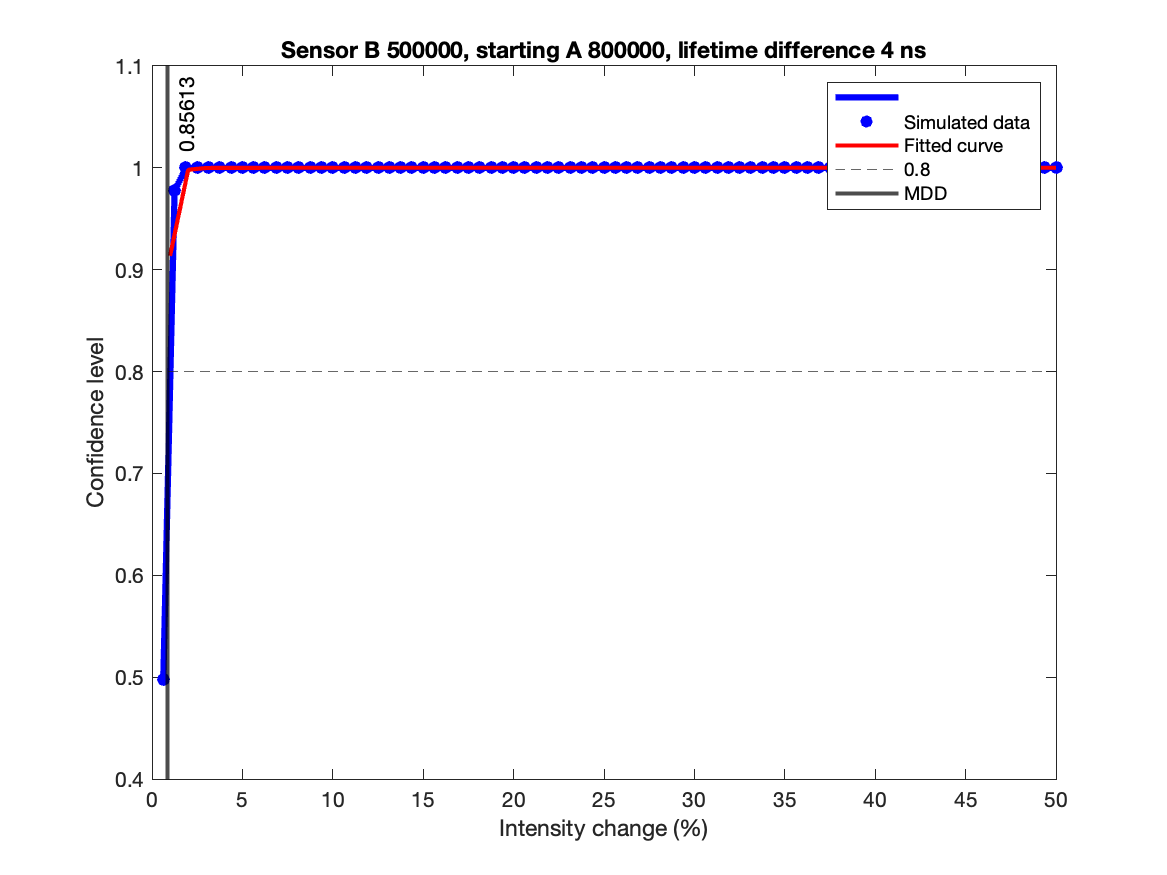 Sensor B 500000, starting A 800000, lifetime difference 4 ns
1.1
1
0.9
0.8
0.7
0.6
0.5
0.4
Confidence level
0.85613
Simulated data
Fitted curve
0.8
MDD
0 5 10 15 20 25 30 35 40 45 50
Intensity change (%)